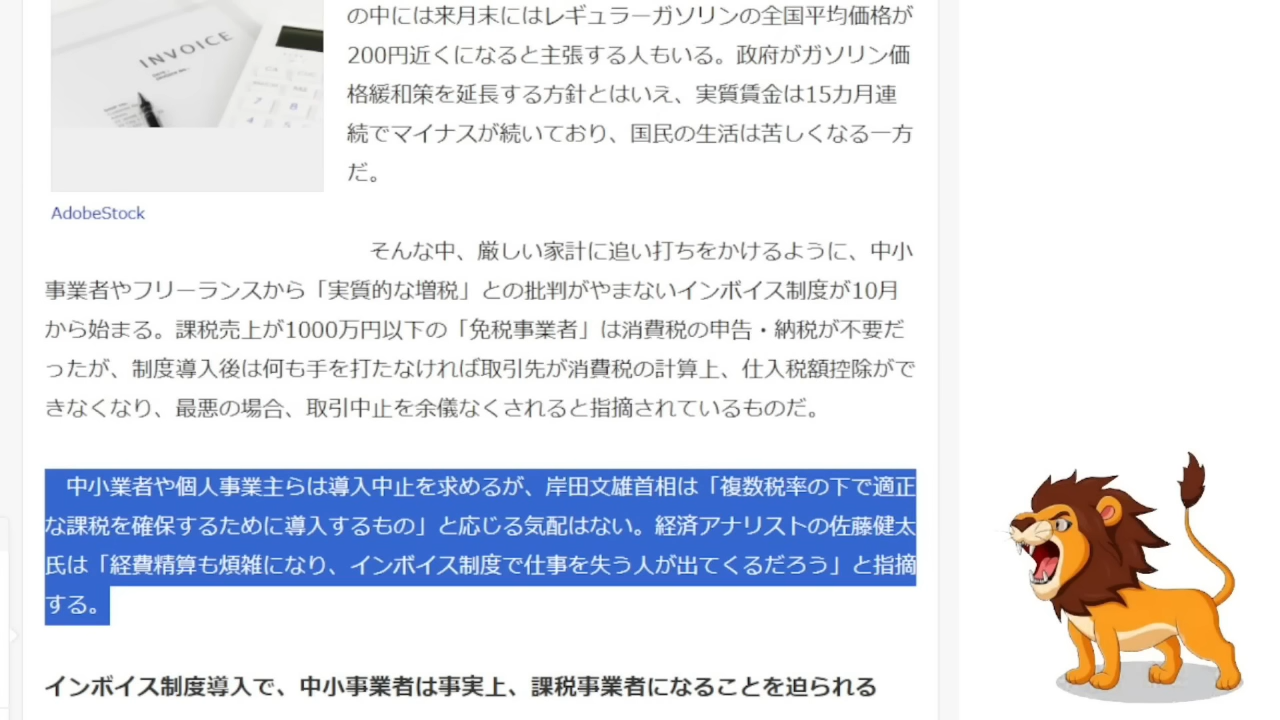 INVOICE
の中には来月末にはレギュラーガソリンの全国平均価格が
200円近くになると主張する人もいる。政府がガソリン価
格緩和策を延長する方針とはいえ、実質賃金は15カ月連
続でマイナスが続いており、国民の生活は苦しくなる一方
だ。
AdobeStock
そんな中、厳しい家計に追い打ちをかけるように、中小
事業者やフリーランスから「実質的な増税」との批判がやまないインボイス制度が10月
から始まる。課税売上が1000万円以下の「免税事業者」は消費税の申告・納税が不要だ
ったが、制度導入後は何も手を打たなければ取引先が消費税の計算上、仕入税額控除がで
きなくなり、最悪の場合、取引中止を余儀なくされると指摘されているものだ。
中小業者や個人事業主らは導入中止を求めるが、岸田文雄首相は「複数税率の下で適正
な課税を確保するために導入するもの」と応じる気配はない。経済アナリストの佐藤健太
氏は「経費精算も煩雑になり、インボイス制度で仕事を失う人が出てくるだろう」と指摘
する。
インボイス制度導入で、中小事業者は事実上、課税事業者になることを迫られる